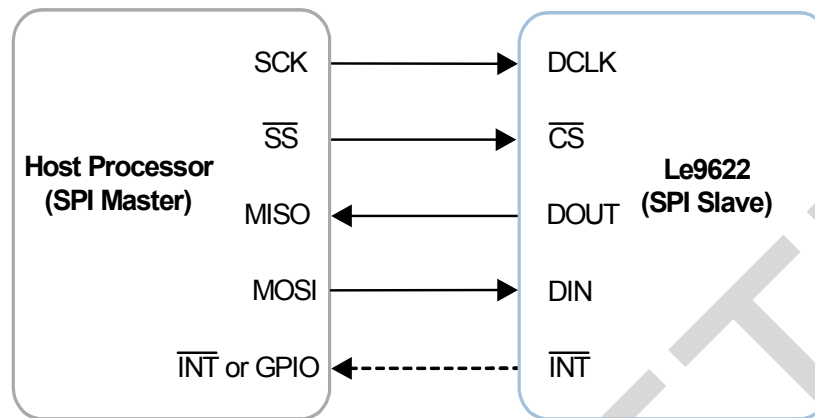 SCK DCLK
SS CS
Host Processor
(SPI Master)
Le9622
(SPI Slave)
MISO DOUT
MOSI DIN
INT or GPIO INT